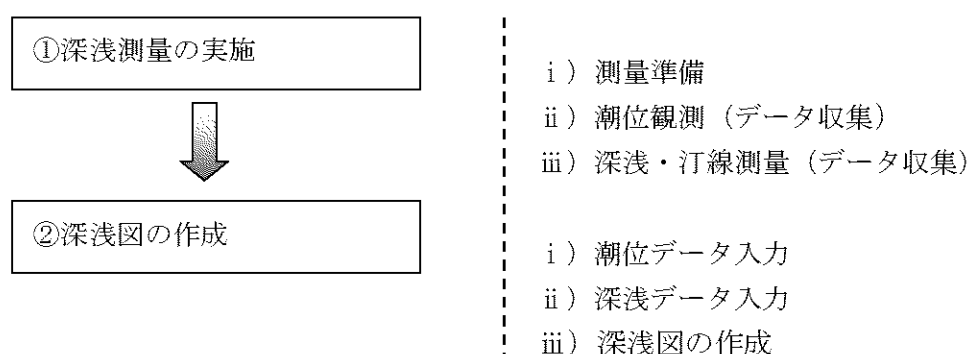 ①深浅測量の実施
ⅰ）測量準備
ⅱ）潮位観測（データ収集）
ⅲ）深浅・汀線測量（データ収集）
②深浅図の作成
ⅰ）潮位データ入力
ⅱ）深浅データ入力
ⅲ）深浅図の作成